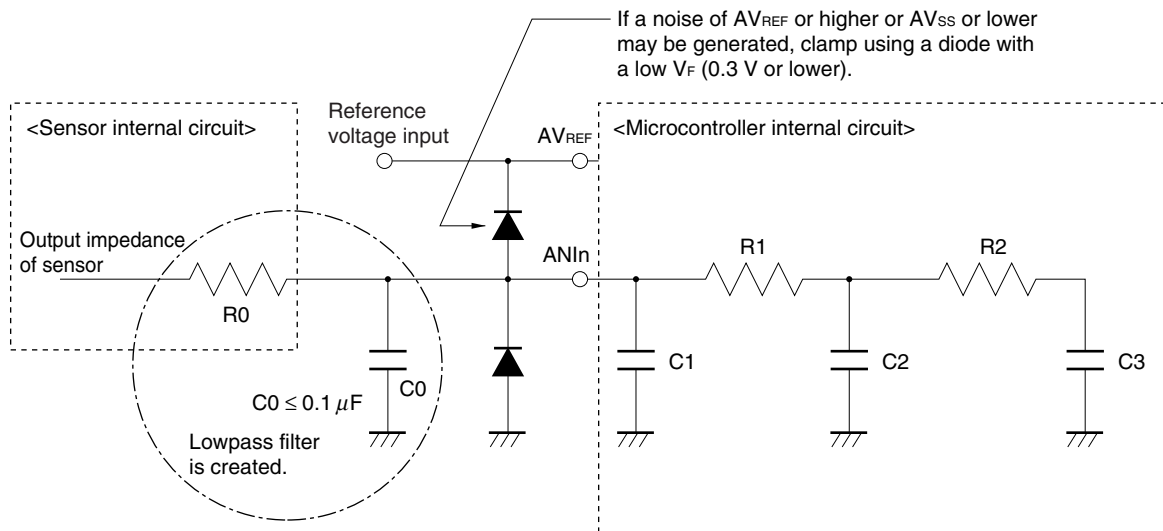 If a noise of AVREF or higher or AVSS or lower
may be generated, clamp using a diode with
a low VF (0.3 V or lower).
<Sensor internal circuit>
Reference
voltage input
AVREF
<Microcontroller internal circuit>
Output impedance
of sensor
R0
ANIn
R1
R2
C0
C1
C2
C3
C0 ≤ 0.1 μF
Lowpass filter
is created.